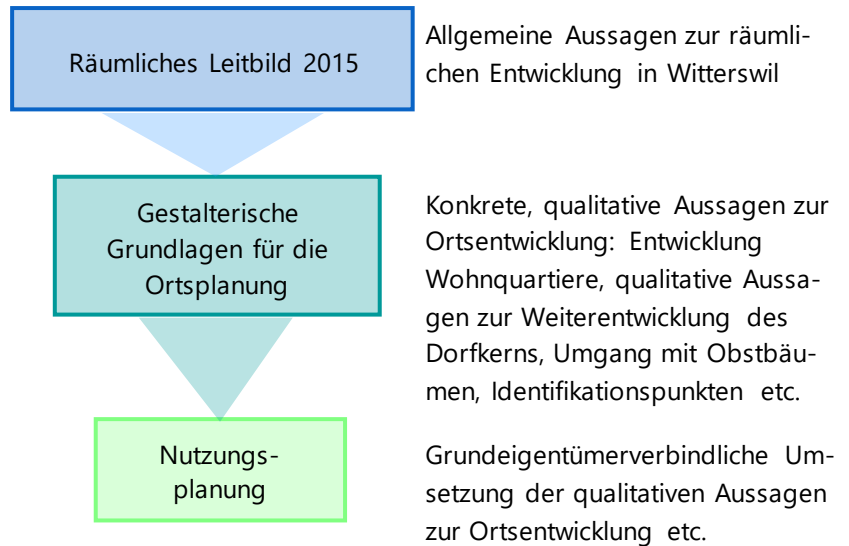 Räumliches Leitbild 2015
Allgemeine Aussagen zur räumli-
chen Entwicklung in Witterswil
Gestalterische
Grundlagen für die
Ortsplanung
Konkrete, qualitative Aussagen zur
Ortsentwicklung: Entwicklung
Wohnquartiere, qualitative Aussa-
gen zur Weiterentwicklung des
Dorfkerns, Umgang mit Obstbäu-
men, Identifikationspunkten etc.
Nutzungs-
planung
Grundeigentümerverbindliche Um-
setzung der qualitativen Aussagen
zur Ortsentwicklung etc.